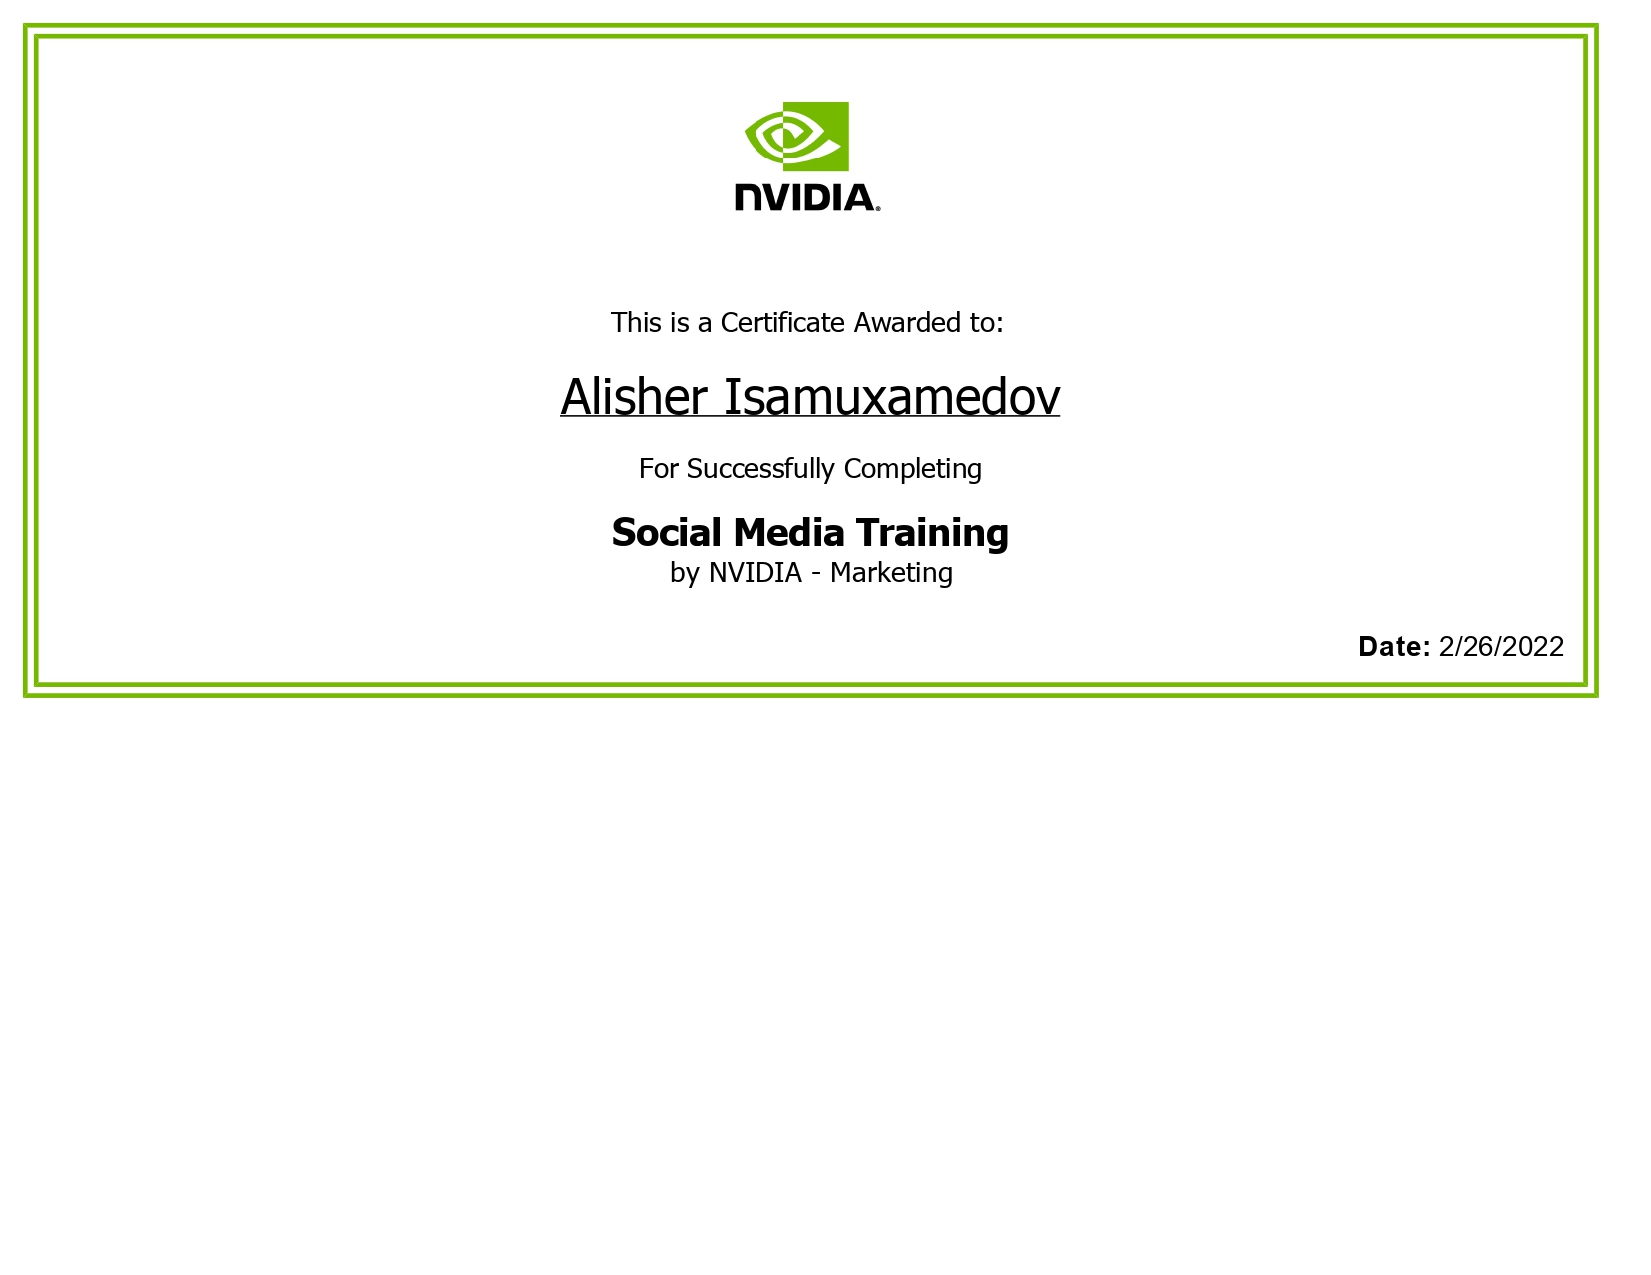 NVIDIA®
This is a Certificate Awarded to:
Alisher Isamuxamedov
For Successfully Completing
Social Media Training
by NVIDIA - Marketing
Date: 2/26/2022